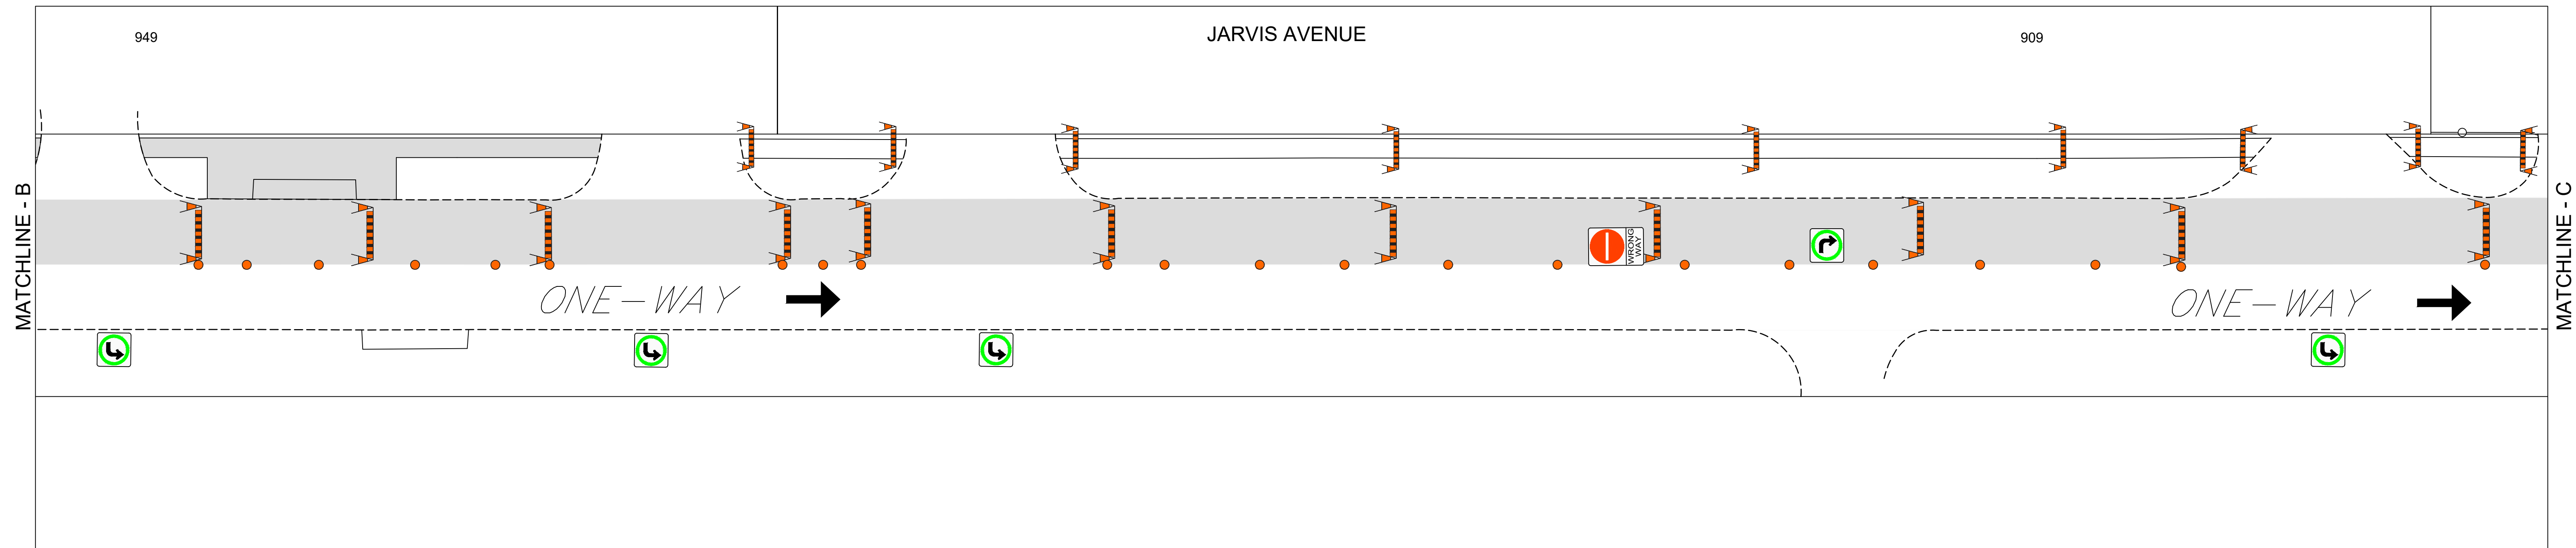 949
JARVIS AVENUE
909
MATCHLINE - B
MATCHLINE - C
WRONG
WAY
ONE-WAY
ONE-WAY